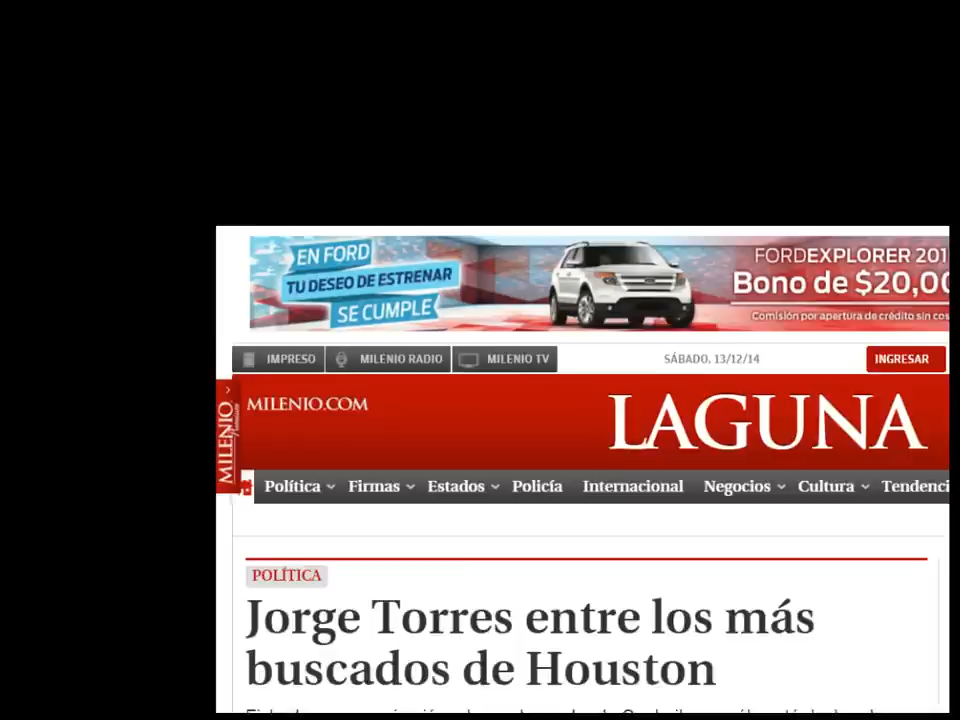 EN FORD
TU DESEO DE ESTRENAR
SE CUMPLE
FORDEXPLORER 201
Bono de $20,00
Comisión por apertura de crédito sin
IMPRESO MILENIO RADIO MILENIO TV SÁBADO, 13/12/14 INGRESAR
MILENIO
MILENIO.COM
LAGUNA
Política Firmas Estados Policía Internacional Negocios Cultura Tendenci
POLÍTICA
Jorge Torres entre los más
buscados de Houston